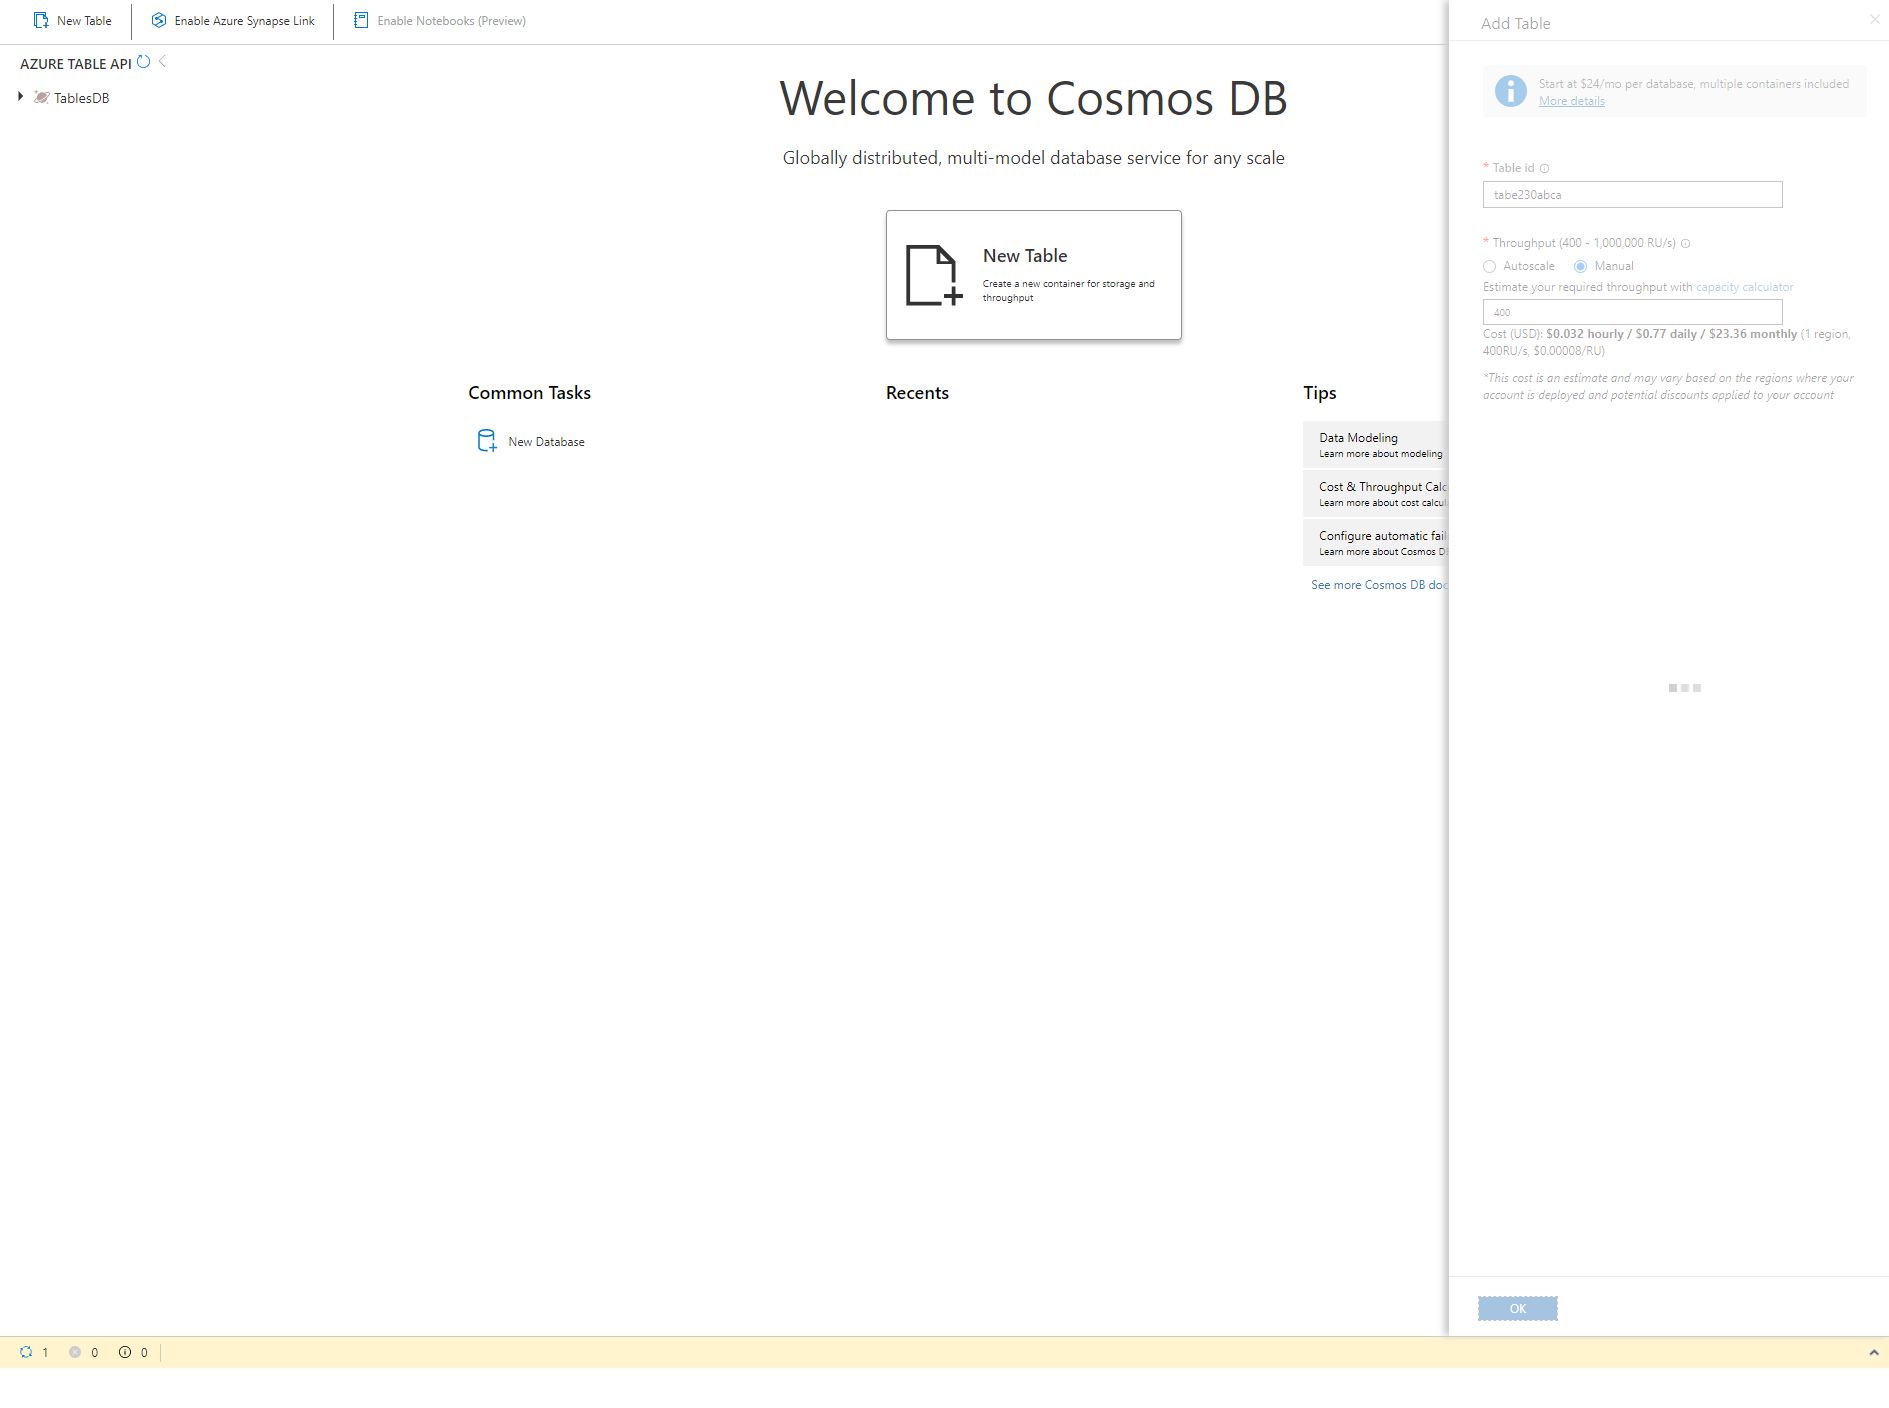 New Table
Enable Azure Synapse Link
Enable Notebooks (Preview)
AZURE TABLE API
TablesDB
Welcome to Cosmos DB
Globally distributed, multi-model database service for any scale
New Table
Create a new container for storage and
throughput
Common Tasks
New Database
Recents
Tips
Data Modeling
Learn more about modeling
Cost & Throughput Calc
Learn more about cost calcul
Configure automatic fail
Learn more about Cosmos D
See more Cosmos DB doc
Add Table
Start at $24/mo per database, multiple containers included
More details
* Table id
tabe230abca
* Throughput (400 - 1,000,000 RU/s)
Autoscale
Manual
Estimate your required throughput with capacity calculator
400
Cost (USD): $0.032 hourly / $0.77 daily / $23.36 monthly (1 region,
400RU/s, $0.00008/RU)
*This cost is an estimate and may vary based on the regions where your
account is deployed and potential discounts applied to your account
OK
1
0
0